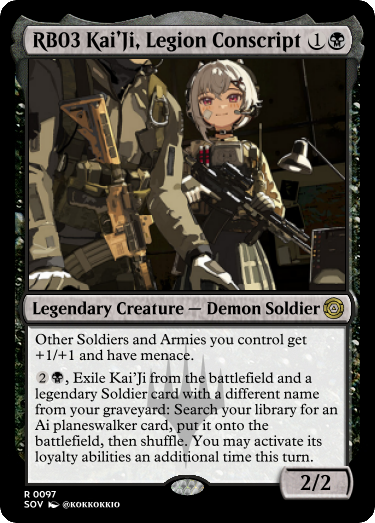 RB03 Kai'Ji, Legion Conscript 1
Legendary Creature — Demon Soldier
Other Soldiers and Armies you control get
+1/+1 and have menace.
2 , Exile Kai'Ji from the battlefield and a
legendary Soldier card with a different name
from your graveyard: Search your library for an
Ai planeswalker card, put it onto the
battlefield, then shuffle. You may activate its
loyalty abilities an additional time this turn.
2/2
R 0097
SOV @KOKKOKKIO